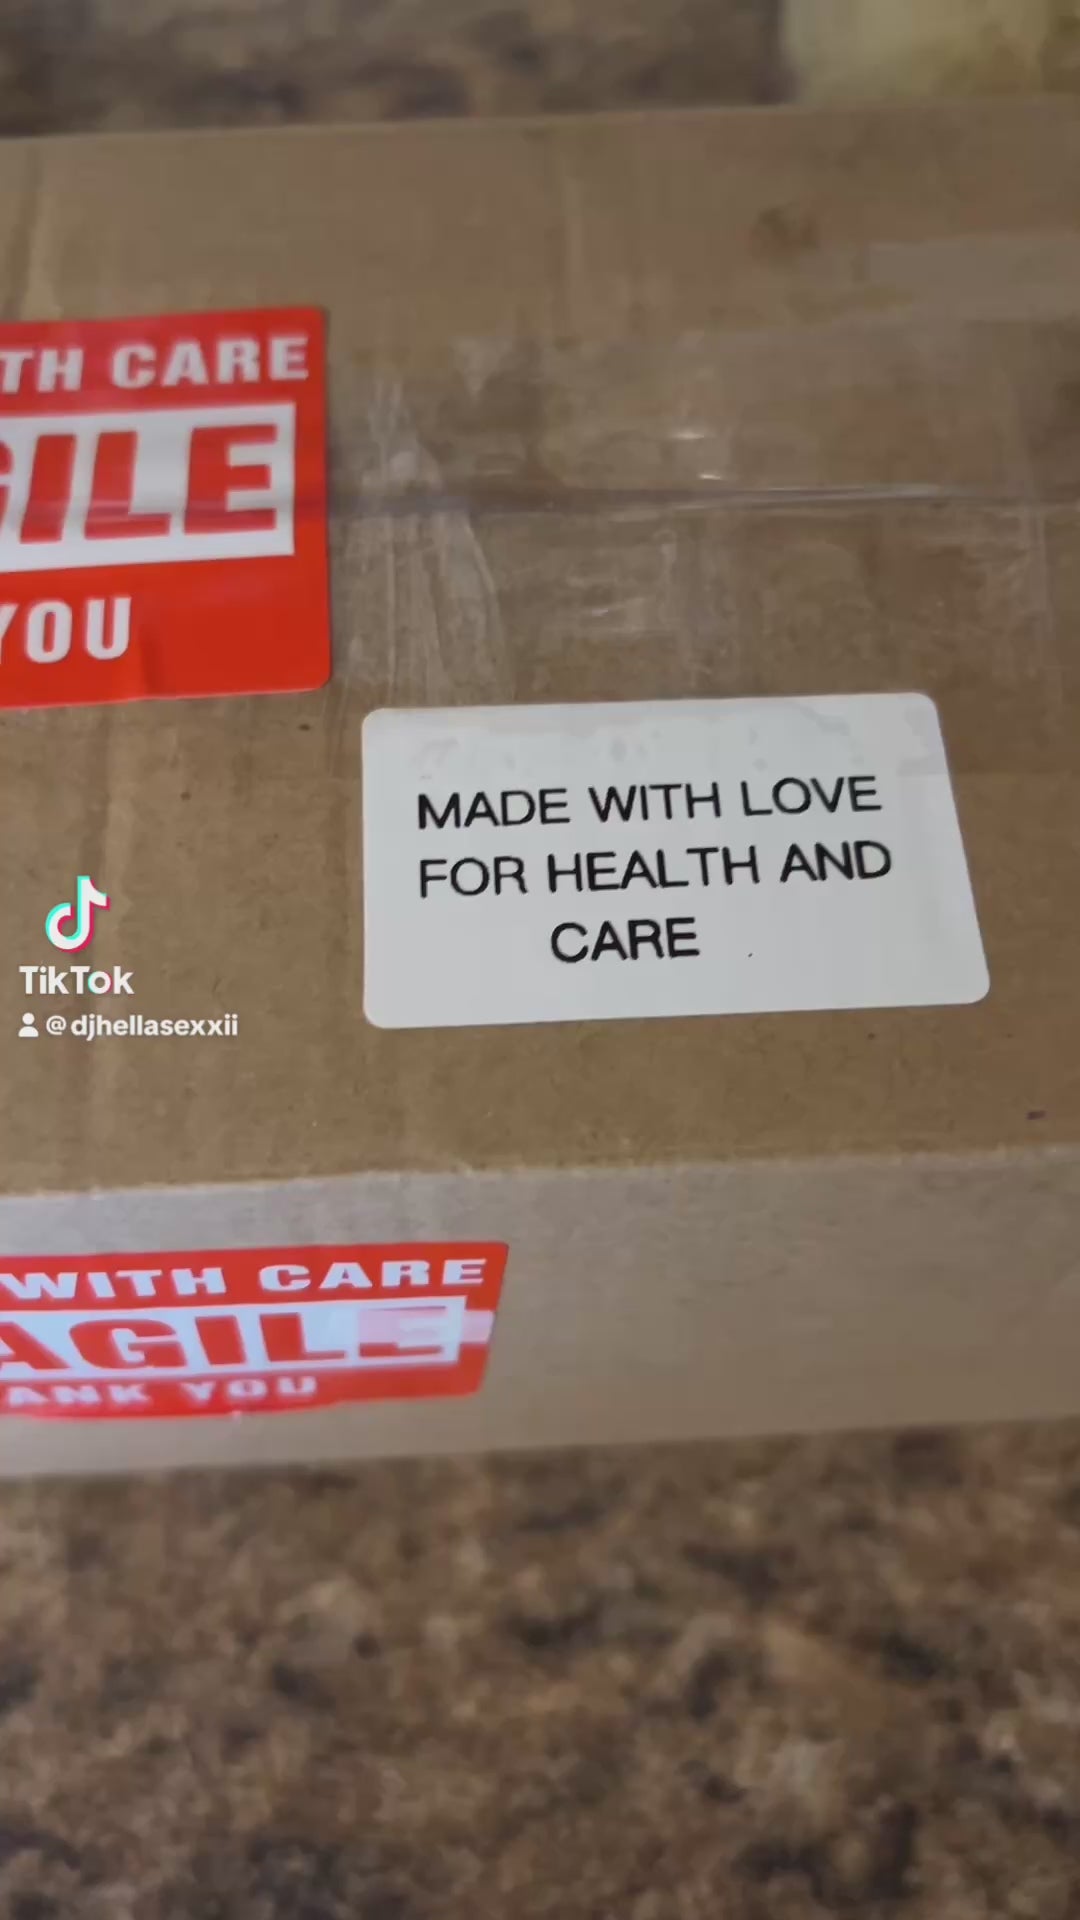 TH CARE
GILE
YOU
MADE WITH LOVE
FOR HEALTH AND
CARE
TikTok
@djhellasexxii
WITH CARE
AGILE
ANK YOU